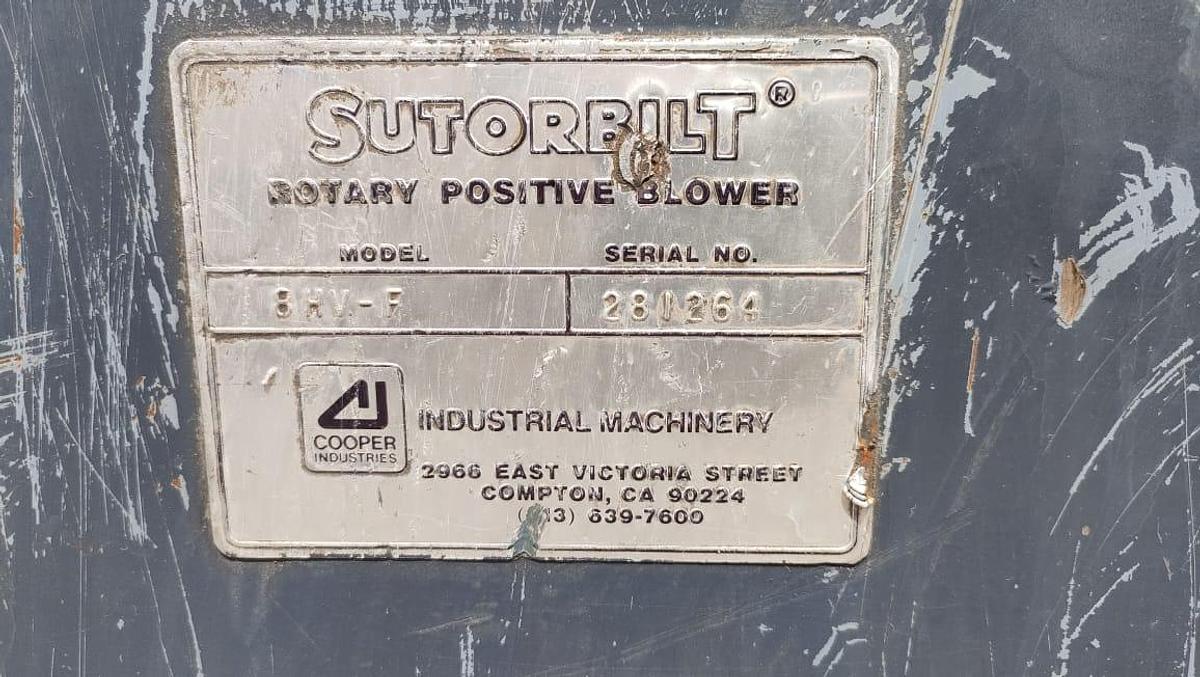 SUTORBILT®
ROTARY POSITIVE BLOWER
MODEL SERIAL NO.
8HV-F 281264
COOPER
INDUSTRIES
INDUSTRIAL MACHINERY
2966 EAST VICTORIA STREET
COMPTON, CA 90224
639-7600